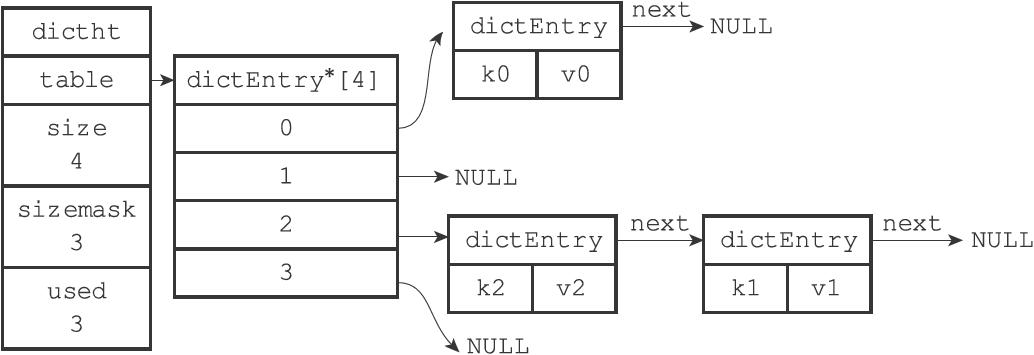 dictht
table
size
4
sizemask
3
used
3
dictEntry*[4]
0
1
2
3
dictEntry
k0 v0
next
NULL
NULL
dictEntry
k2 v2
next
dictEntry
k1 v1
next
NULL
NULL